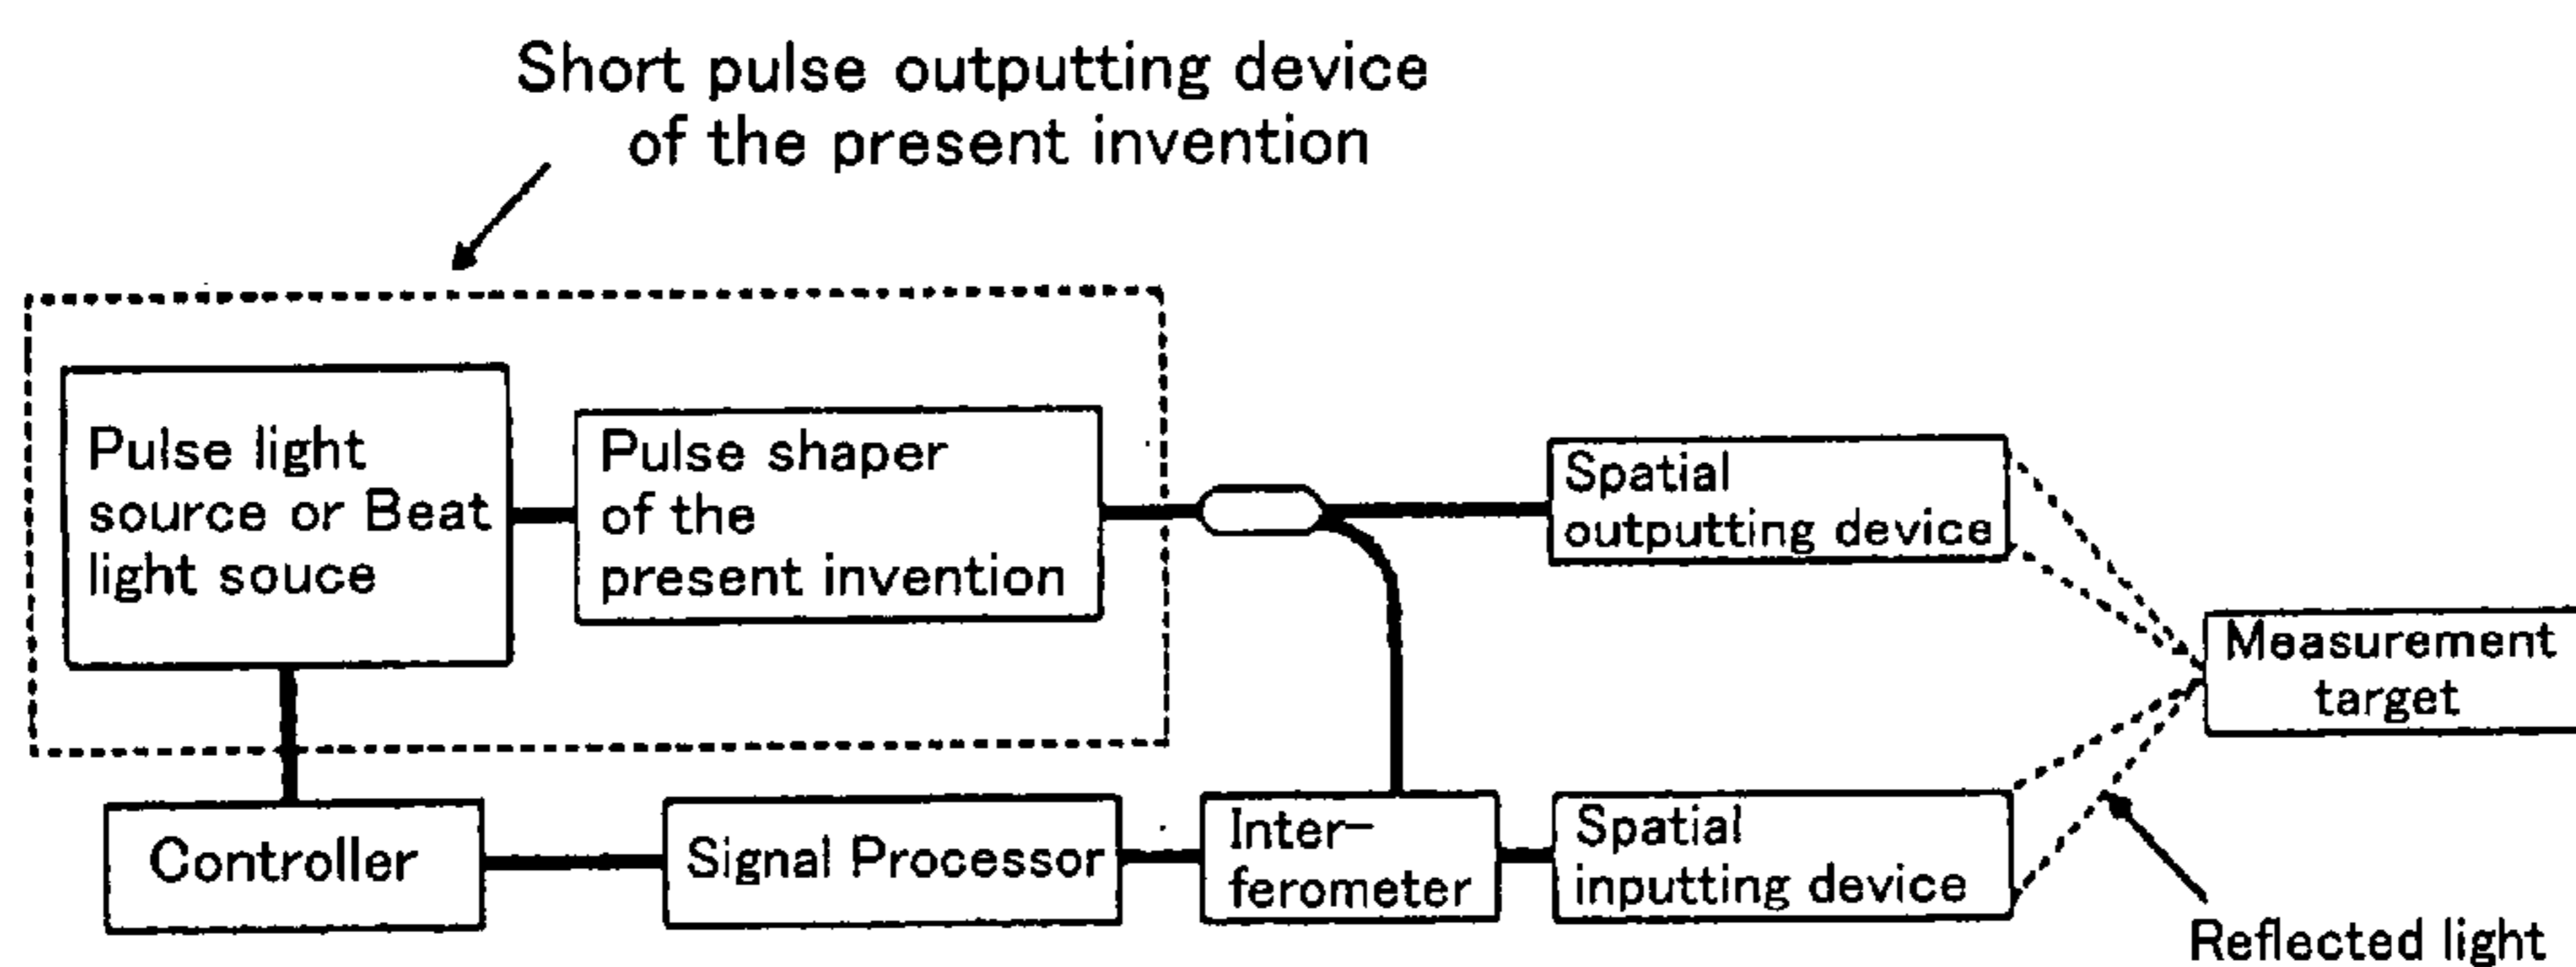 Short pulse outputting device
of the present invention
Pulse light
source or Beat
light souce
Pulse shaper
of the
present invention
Spatial
outputting device
Measurement
target
Controller
Signal Processor
Inter-
ferometer
Spatial
inputting device
Reflected light